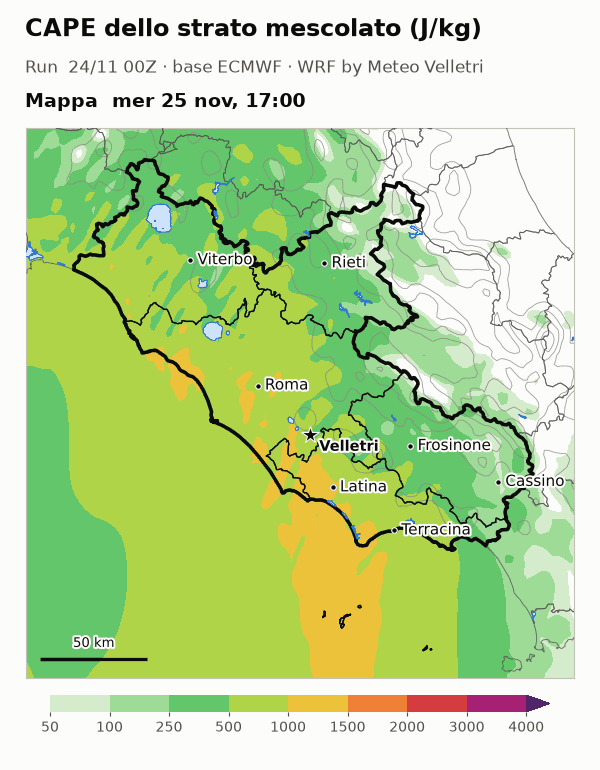 CAPE dello strato mescolato (J/kg)
Run  24/11 00Z · base ECMWF · WRF by Meteo Velletri
Mappa  mer 25 nov, 17:00
Viterbo
Rieti
Roma
Velletri
Frosinone
Cassino
Latina
Terracina
50 km
50 100 250 500 1000 1500 2000 3000 4000